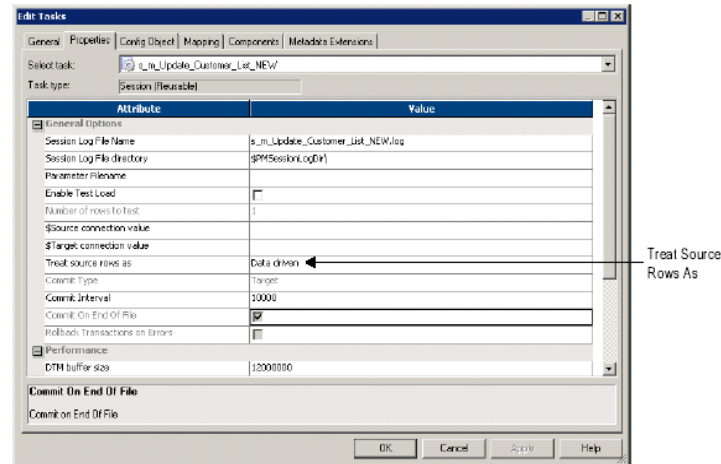 Edit Tasks
General Properties Config Object Mapping Components Metadata Extensions
Select task: s_m_Update_Customer_List_NEW
Task type: Session (Reusable)
Attribute Value
General Options
Session Log File Name s_m_Update_Customer_List_NEW.log
Session Log File directory $PMSessionLogDir\
Parameter Filename
Enable Test Load
Number of rows to test 1
$Source connection value
$Target connection value
Treat source rows as Data driven
Treat Source
Rows As
Commit Type Target
Commit Interval 10000
Commit On End Of File
Rollback Transactions on Errors
Performance
DTM buffer size 12000000
Commit On End Of File
Commit on End Of File
OK Cancel Apply Help